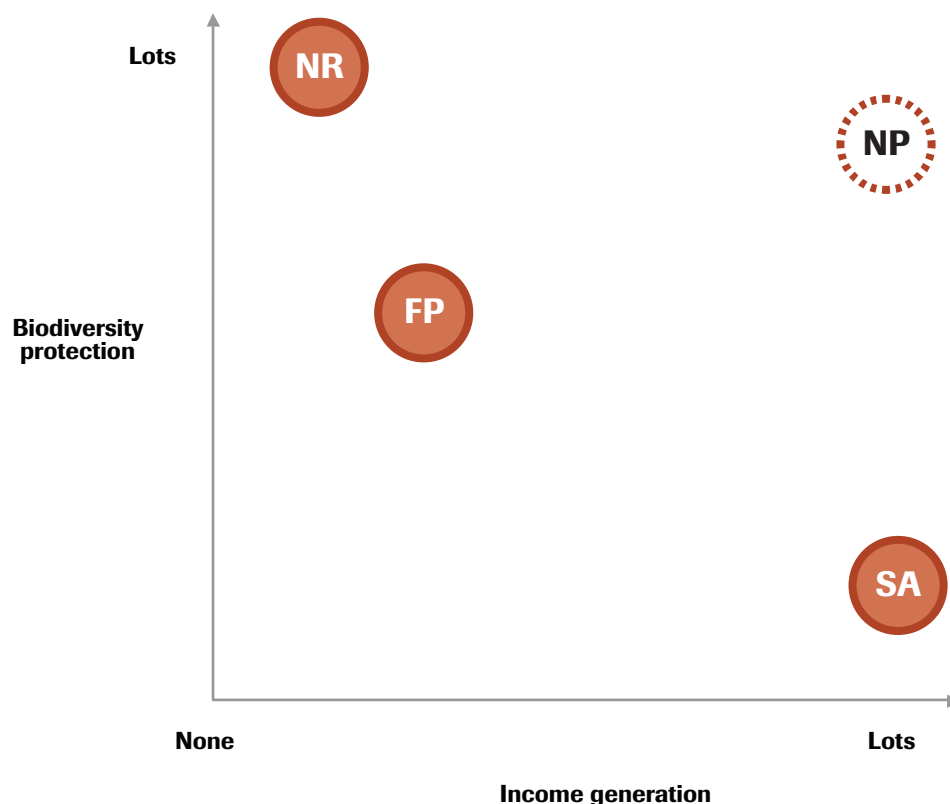 Lots
NR
NP
FP
Biodiversity
protection
SA
None
Lots
Income generation